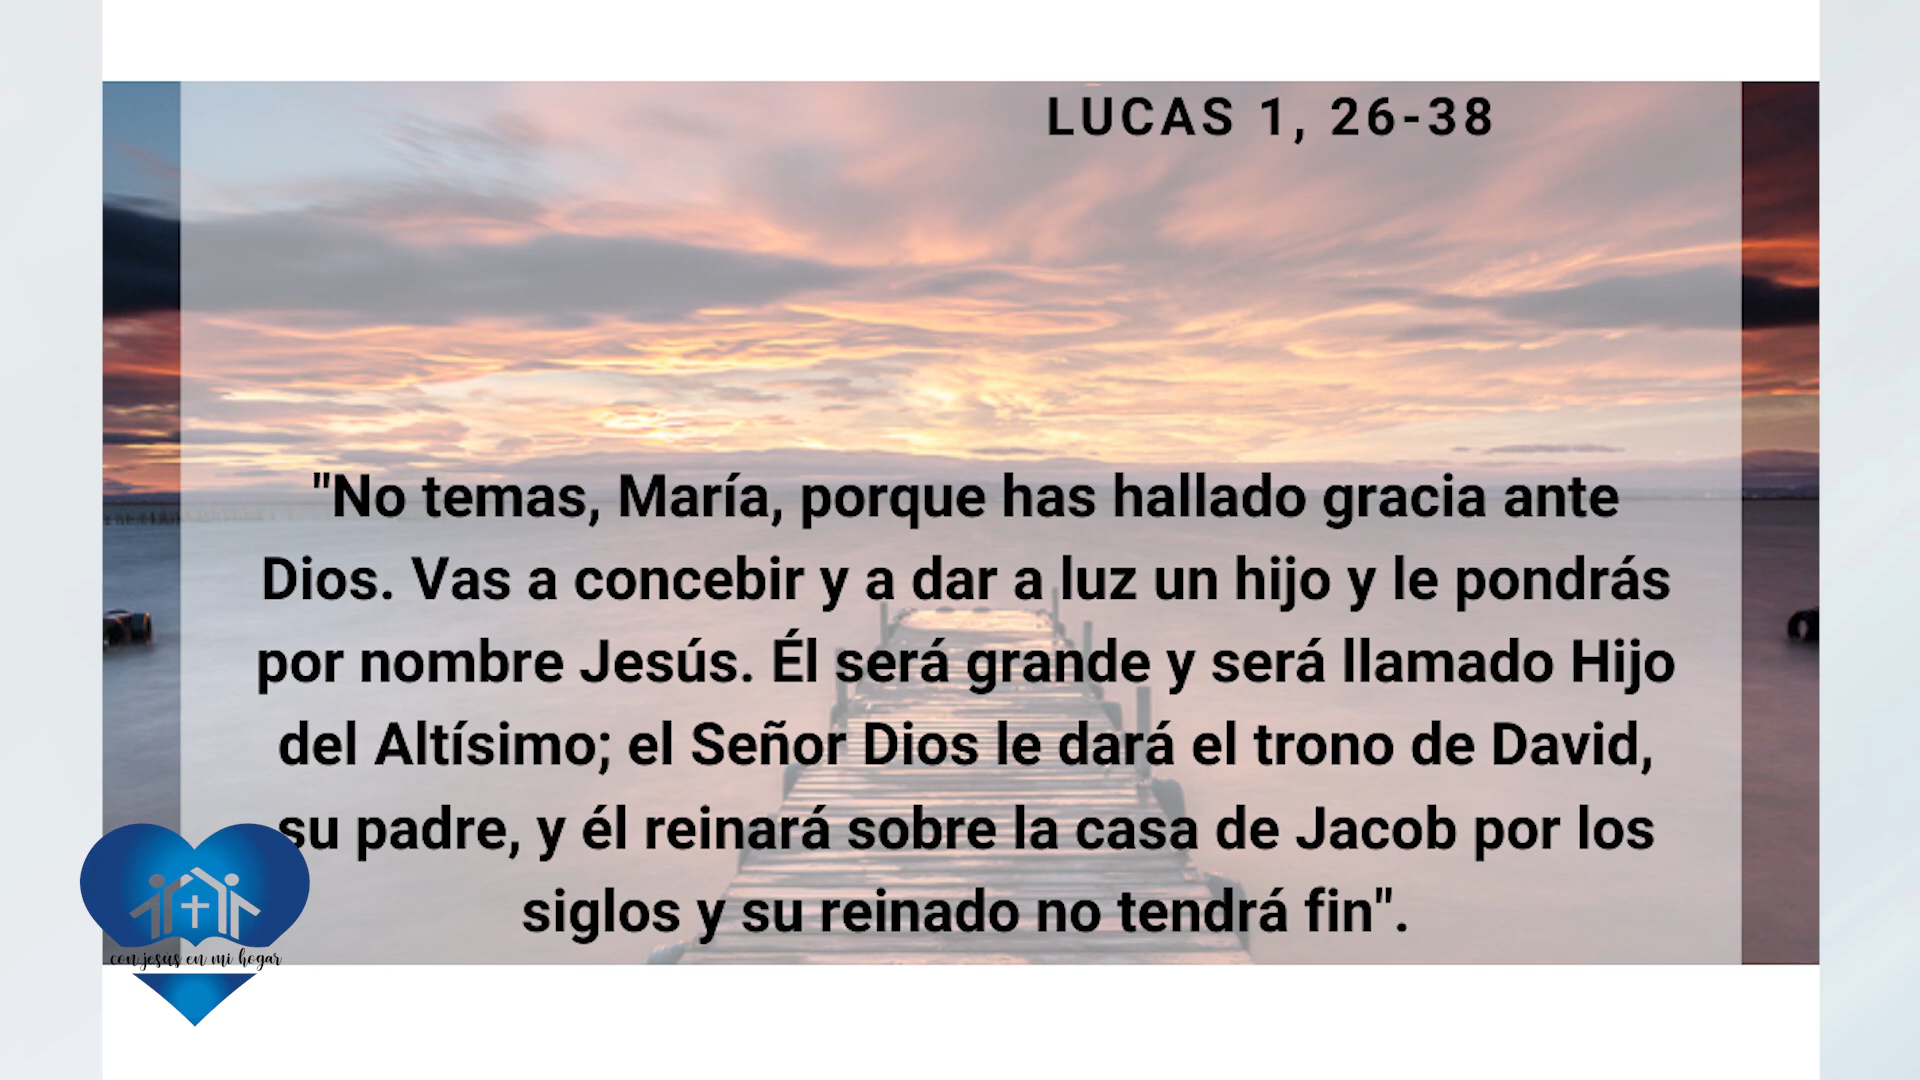 LUCAS 1, 26-38
"No temas, María, porque has hallado gracia ante
Dios. Vas a concebir y a dar a luz un hijo y le pondrás
por nombre Jesús. Él será grande y será llamado Hijo
del Altísimo; el Señor Dios le dará el trono de David,
su padre, y él reinará sobre la casa de Jacob por los
siglos y su reinado no tendrá fin".
con jesus en mi hogar